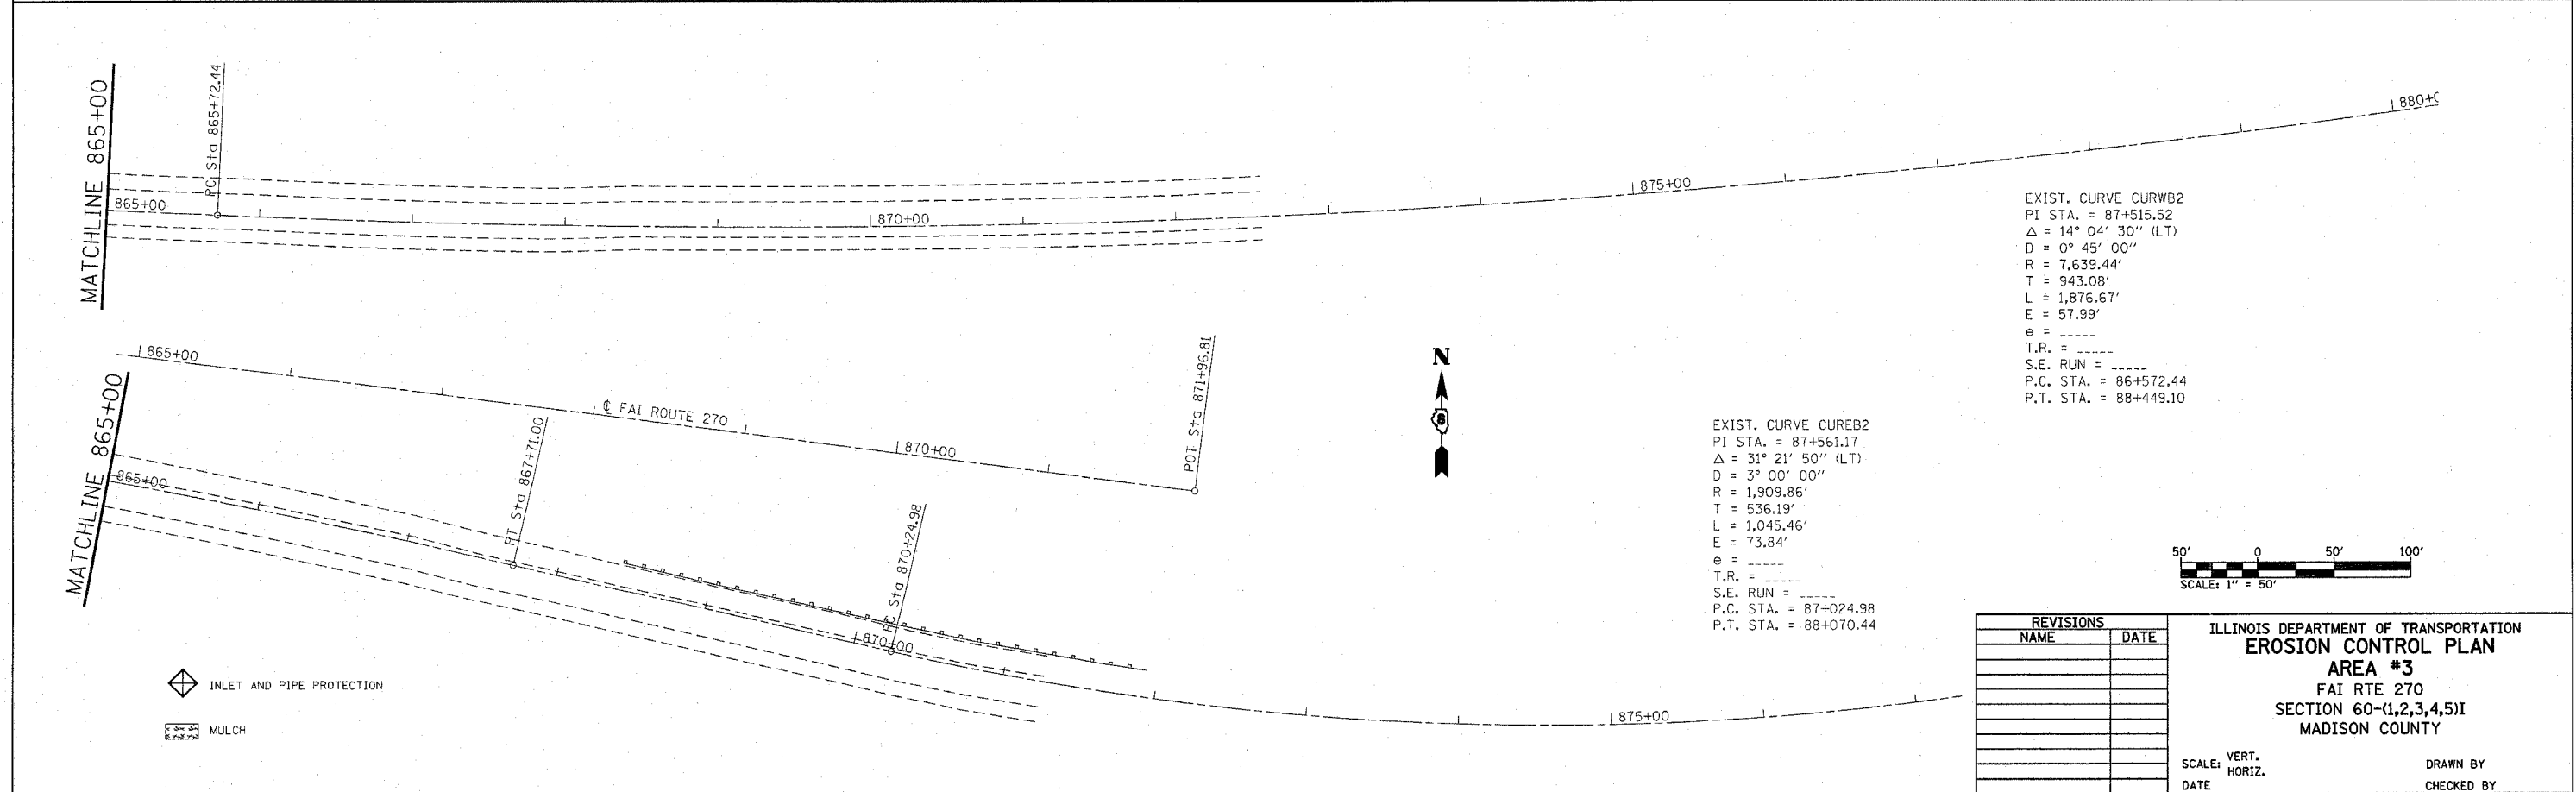 MATCHLINE 865+00
PC Sta 865+72.44
865+00
870+00
875+00
880+0
EXIST. CURVE CURWB2
PI STA. = 87+515.52
Δ = 14° 04' 30" (LT)
D = 0° 45' 00"
R = 7,639.44'
T = 943.08'
L = 1,876.67'
E = 57.99'
e = _____
T.R. = _____
S.E. RUN = _____
P.C. STA. = 86+572.44
P.T. STA. = 88+449.10
865+00
℄ FAI ROUTE 270
870+00
POT Sta 871+96.81
N
MATCHLINE 865+00
865+00
PT Sta 867+71.00
PC Sta 870+24.98
870+00
875+00
EXIST. CURVE CUREB2
PI STA. = 87+561.17
Δ = 31° 21' 50" (LT)
D = 3° 00' 00"
R = 1,909.86'
T = 536.19'
L = 1,045.46'
E = 73.84'
e = _____
T.R. = _____
S.E. RUN = _____
P.C. STA. = 87+024.98
P.T. STA. = 88+070.44
50' 0 50' 100'
SCALE: 1" = 50'
INLET AND PIPE PROTECTION
MULCH
REVISIONS
NAME DATE
ILLINOIS DEPARTMENT OF TRANSPORTATION
EROSION CONTROL PLAN
AREA #3
FAI RTE 270
SECTION 60-(1,2,3,4,5)I
MADISON COUNTY
SCALE: VERT.
HORIZ.
DRAWN BY
DATE
CHECKED BY